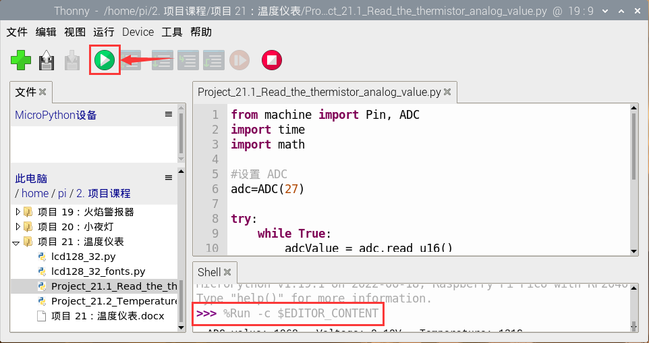 Thonny - /home/pi/2. 项目课程/项目 21：温度仪表/Pro…ct_21.1_Read_the_thermistor_analog_value.py @ 19 : 9
文件 编辑 视图 运行 Device 工具 帮助
文件
Project_21.1_Read_the_thermistor_analog_value.py
MicroPython设备
1 from machine import Pin, ADC
2 import time
3 import math
4
5 #设置 ADC
6 adc=ADC(27)
7
8 try:
9 while True:
10 adcValue = adc.read_u16()
此电脑
/ home / pi / 2. 项目课程
项目 19：火焰警报器
项目 20：小夜灯
项目 21：温度仪表
lcd128_32.py
lcd128_32_fonts.py
Project_21.1_Read_the_th
Project_21.2_Temperature
项目 21：温度仪表.docx
Shell
Type "help()" for more information.
>>> %Run -c $EDITOR_CONTENT